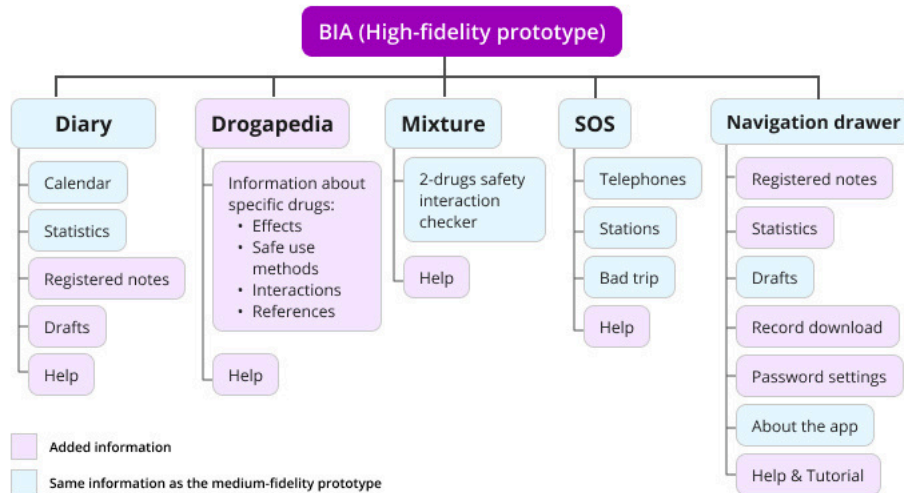 BIA (High-fidelity prototype)
Diary
Calendar
Statistics
Registered notes
Drafts
Help
Drogapedia
Information about
specific drugs:
• Effects
• Safe use
methods
• Interactions
• References
Help
Mixture
2-drugs safety
interaction
checker
Help
SOS
Telephones
Stations
Bad trip
Help
Navigation drawer
Registered notes
Statistics
Drafts
Record download
Password settings
About the app
Help & Tutorial
Added information
Same information as the medium-fidelity prototype